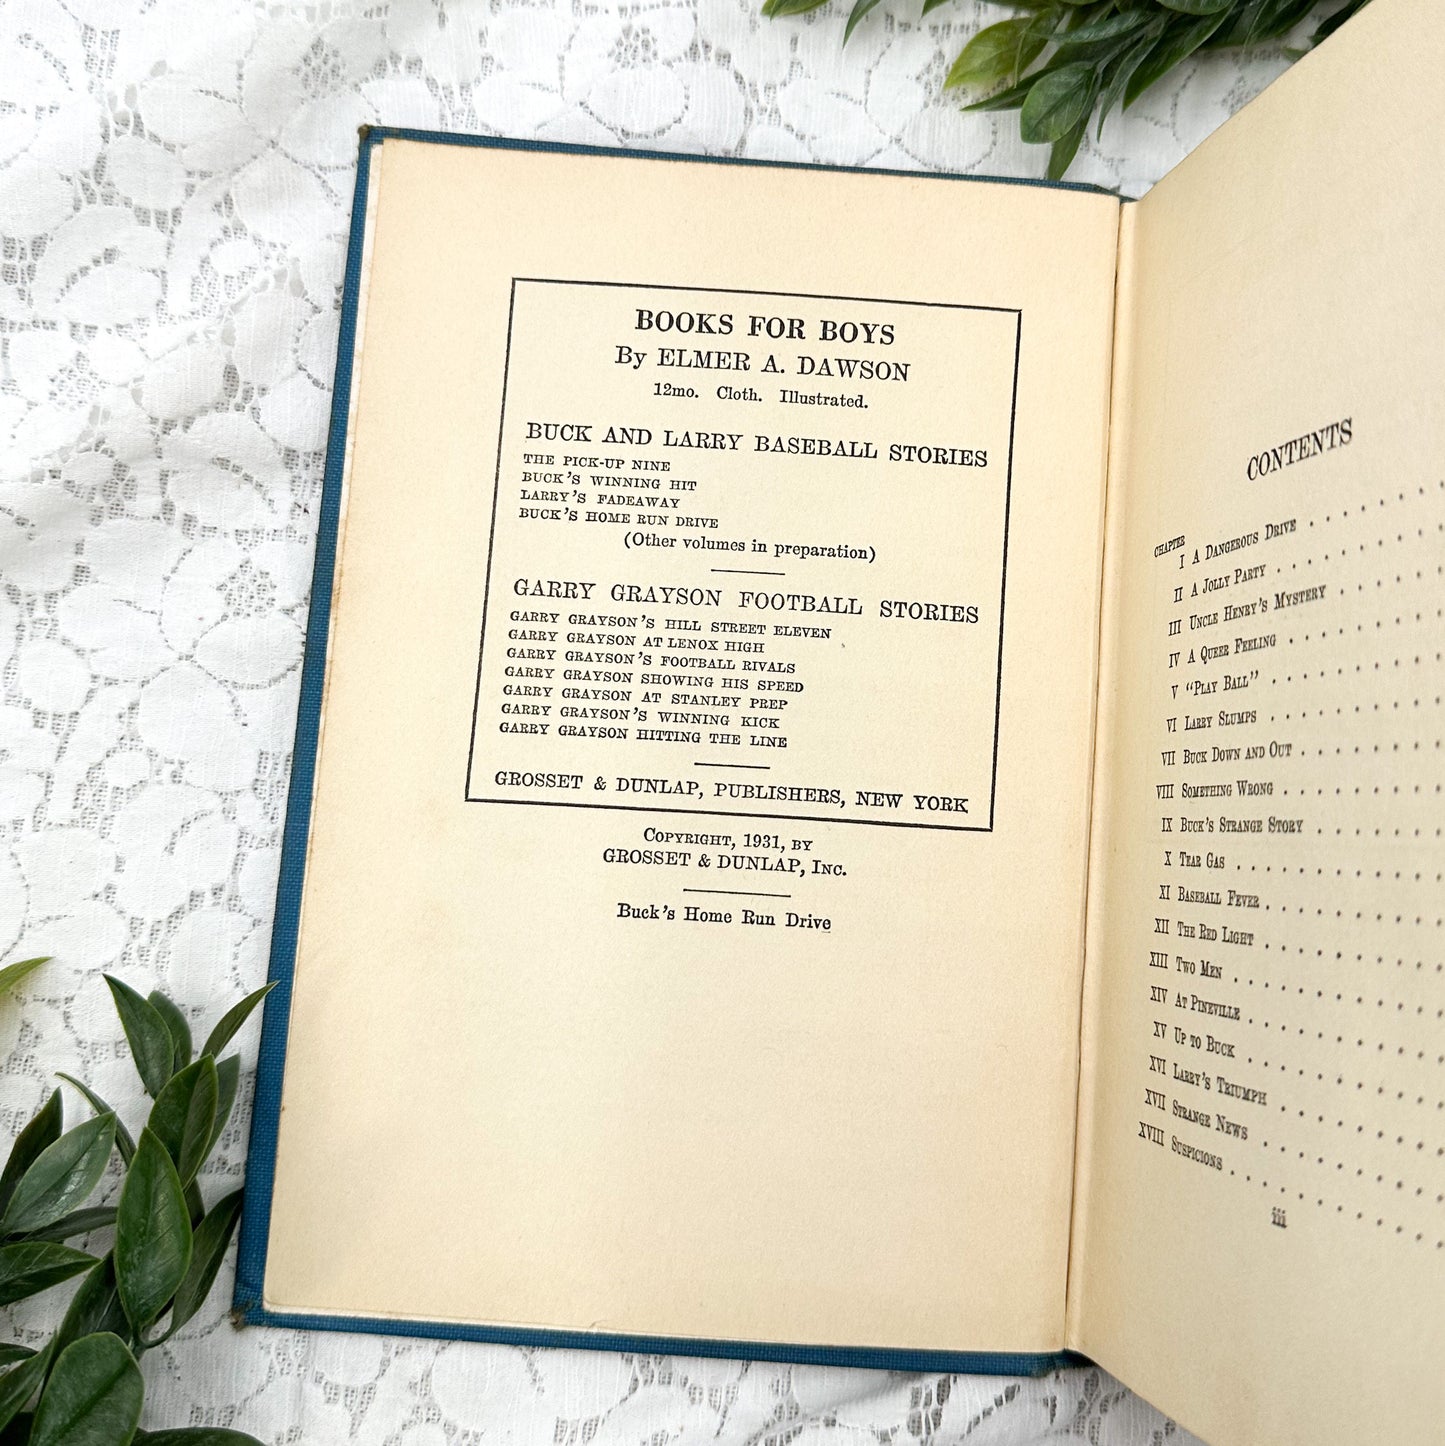 BOOKS FOR BOYS
By ELMER A. DAWSON
12mo. Cloth. Illustrated.
BUCK AND LARRY BASEBALL STORIES
THE PICK-UP NINE
BUCK'S WINNING HIT
LARRY'S FADEAWAY
BUCK'S HOME RUN DRIVE
(Other volumes in preparation)
GARRY GRAYSON FOOTBALL STORIES
GARRY GRAYSON'S HILL STREET ELEVEN
GARRY GRAYSON AT LENOX HIGH
GARRY GRAYSON'S FOOTBALL RIVALS
GARRY GRAYSON SHOWING HIS SPEED
GARRY GRAYSON AT STANLEY PREP
GARRY GRAYSON'S WINNING KICK
GARRY GRAYSON HITTING THE LINE
GROSSET & DUNLAP, PUBLISHERS, NEW YORK
COPYRIGHT, 1931, BY
GROSSET & DUNLAP, INC.
Buck's Home Run Drive
CONTENTS
CHAPTER
I A DANGEROUS DRIVE . . . . . . .
II A JOLLY PARTY . . . . . . . .
III UNCLE HENRY'S MYSTERY . . . . . .
IV A QUEER FEELING . . . . . . . .
V "PLAY BALL" . . . . . . . . .
VI LARRY SLUMPS . . . . . . . . .
VII BUCK DOWN AND OUT . . . . . . . .
VIII SOMETHING WRONG . . . . . . . . .
IX BUCK'S STRANGE STORY . . . . . . .
X TEAR GAS . . . . . . . . . . .
XI BASEBALL FEVER . . . . . . . . .
XII THE RED LIGHT . . . . . . . . .
XIII TWO MEN . . . . . . . . . .
XIV AT PINEVILLE . . . . . . . . .
XV UP TO BUCK . . . . . . . . .
XVI LARRY'S TRIUMPH . . . . . . . .
XVII STRANGE NEWS . . . . . . . . .
XVIII SUSPICIONS . . . . . . . . . .
iii